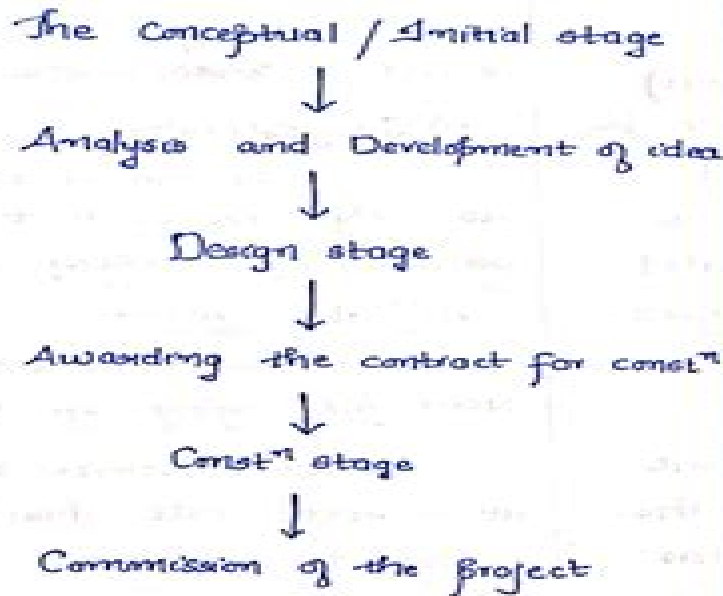 The Conceptual / Initial stage
Analysis and Development of idea
Design stage
Awarding the contract for constⁿ
Constⁿ stage
Commission of the project